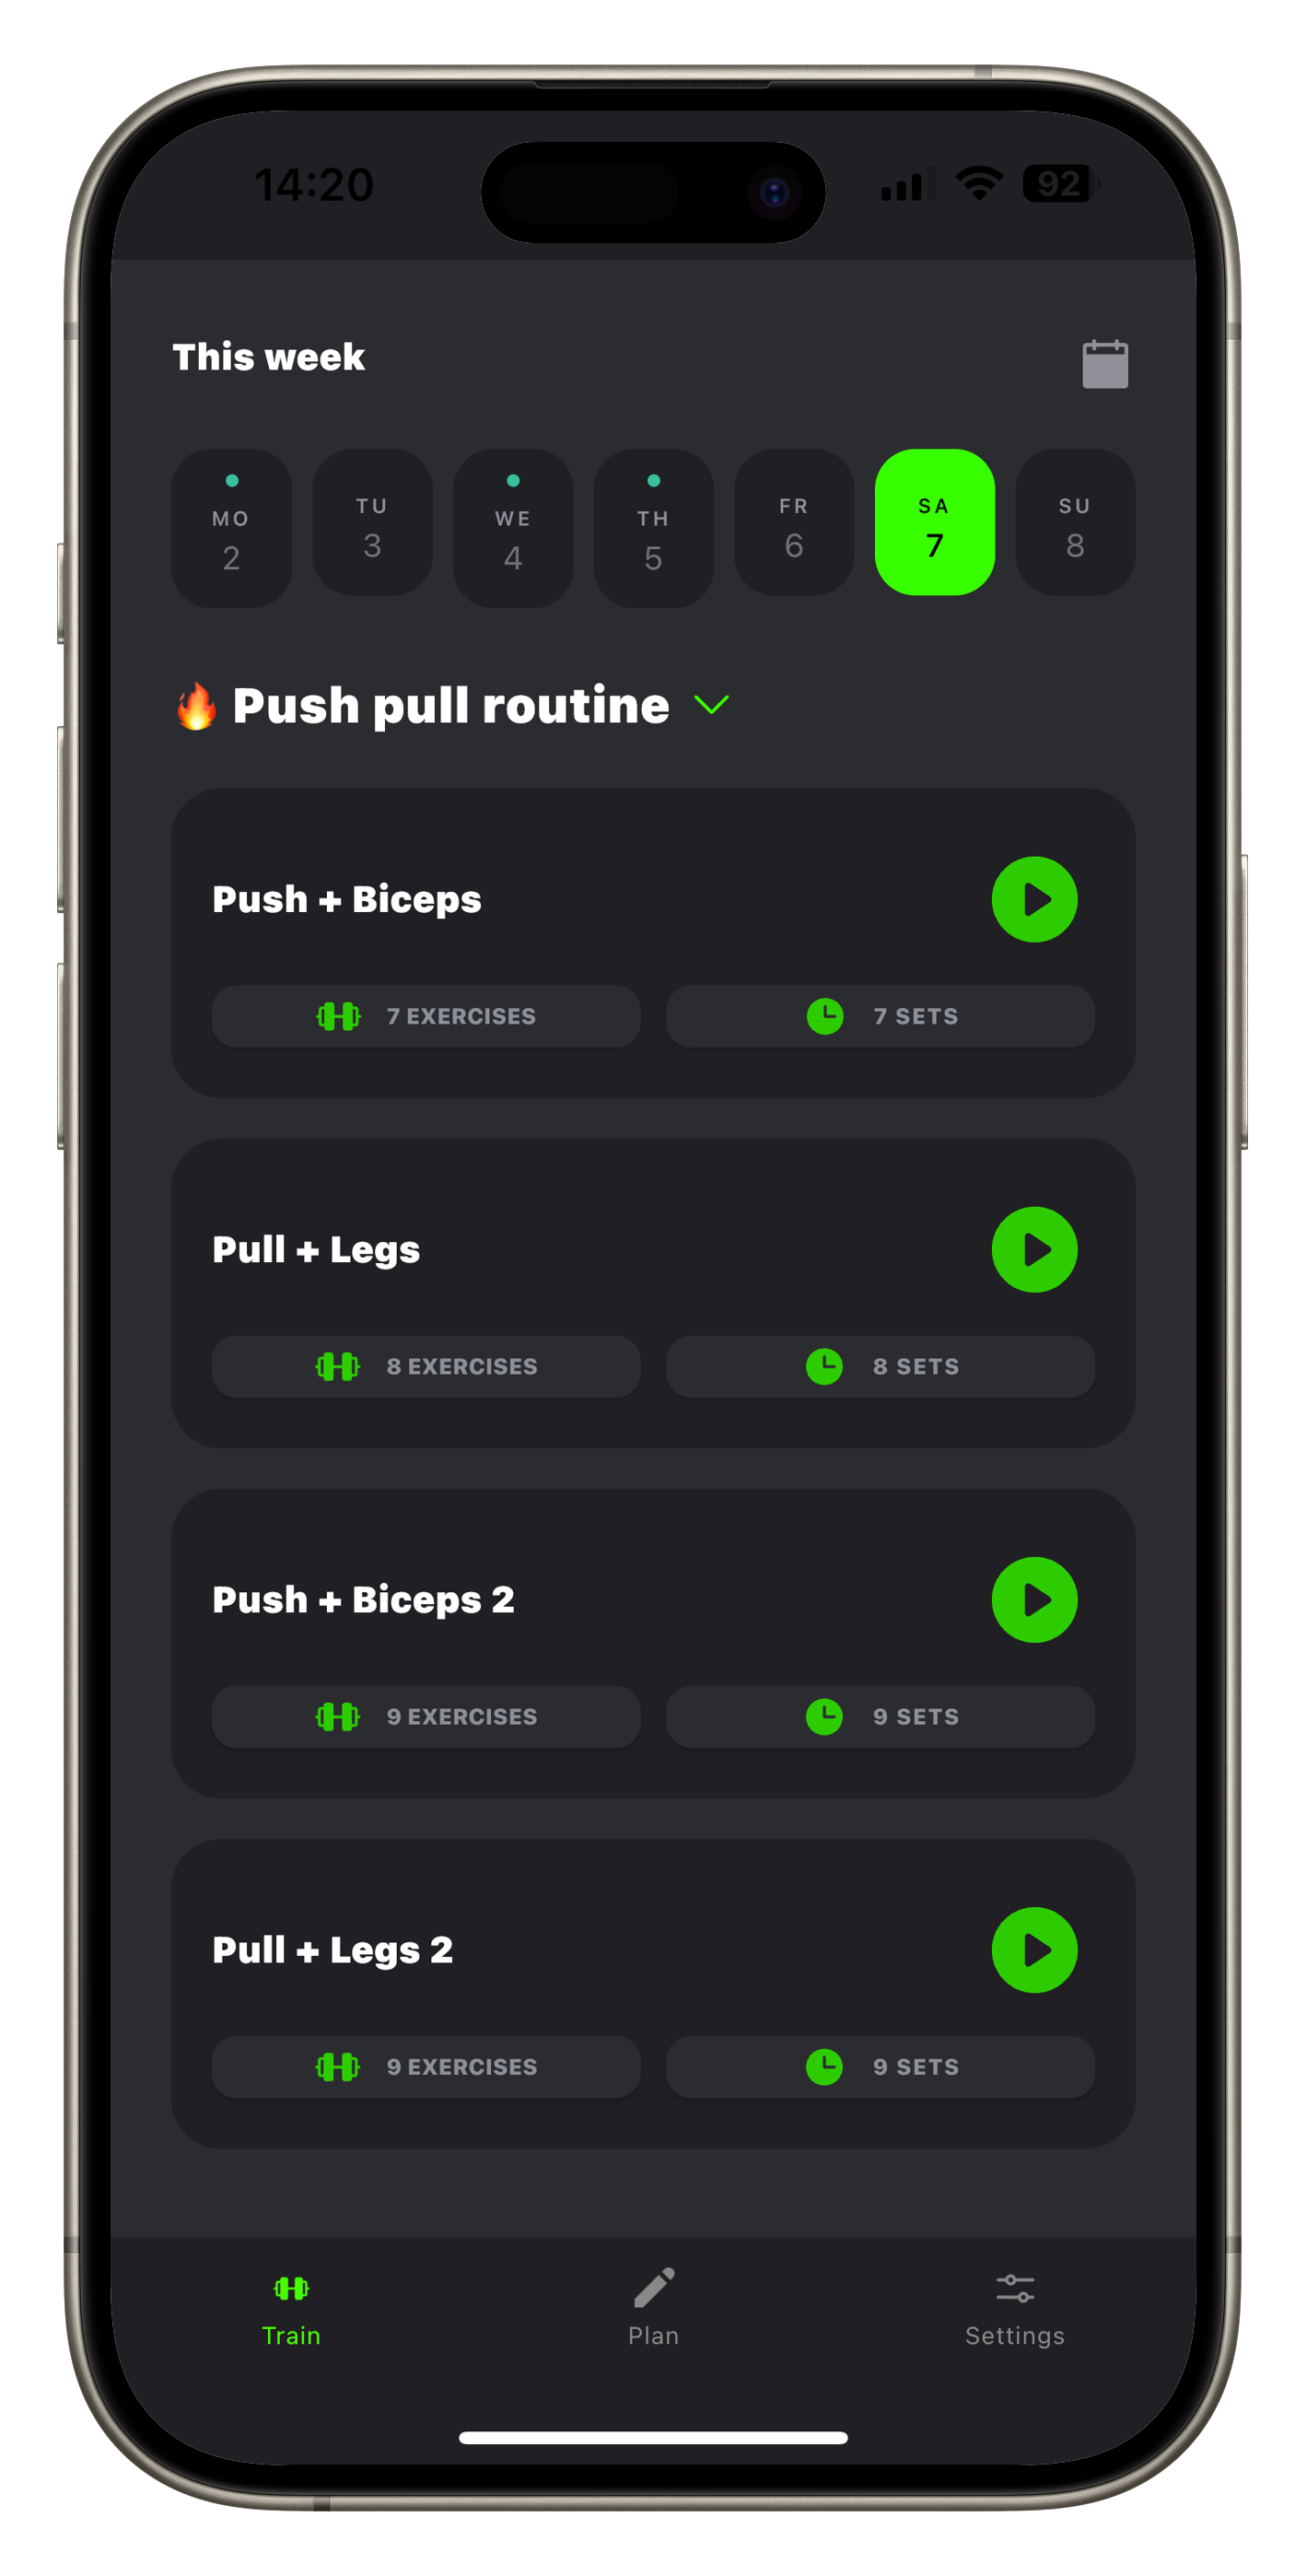 14:20
92
This week
MO TU WE TH FR SA SU
2 3 4 5 6 7 8
🔥 Push pull routine
Push + Biceps
7 EXERCISES 7 SETS
Pull + Legs
8 EXERCISES 8 SETS
Push + Biceps 2
9 EXERCISES 9 SETS
Pull + Legs 2
9 EXERCISES 9 SETS
Train Plan Settings